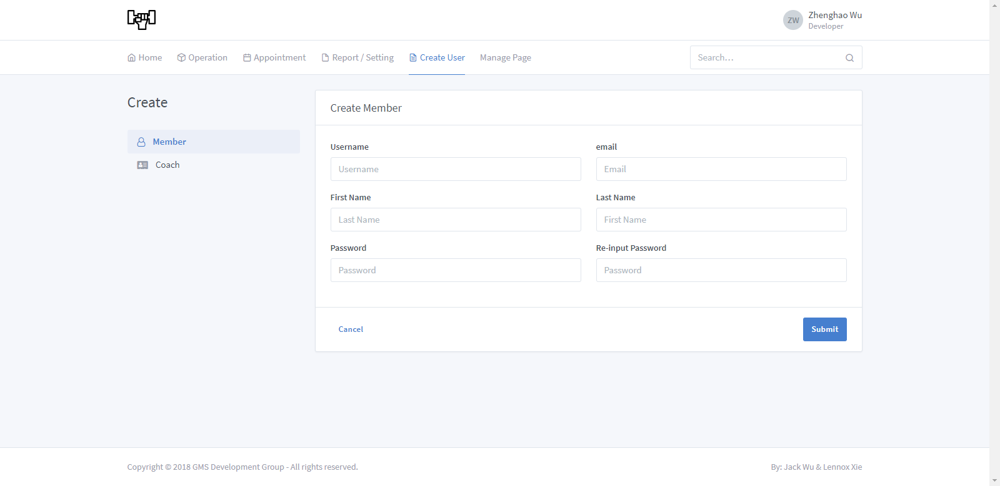 ZW
Zhenghao Wu
Developer
Home Operation Appointment Report / Setting Create User Manage Page Search...
Create
Member
Coach
Create Member
Username email
Username Email
First Name Last Name
Last Name First Name
Password Re-input Password
Password Password
Cancel Submit
Copyright © 2018 GMS Development Group - All rights reserved. By: Jack Wu & Lennox Xie